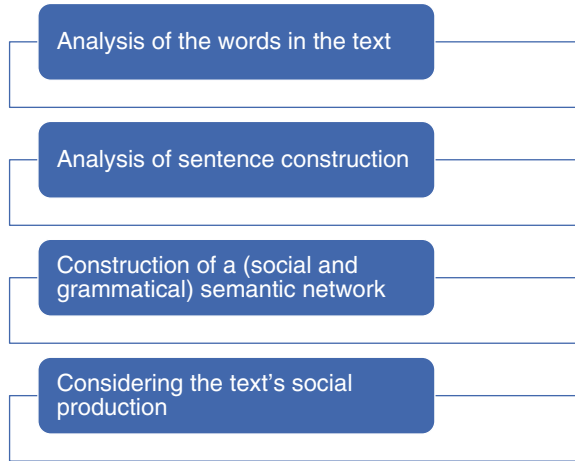 Analysis of the words in the text
Analysis of sentence construction
Construction of a (social and
grammatical) semantic network
Considering the text's social
production